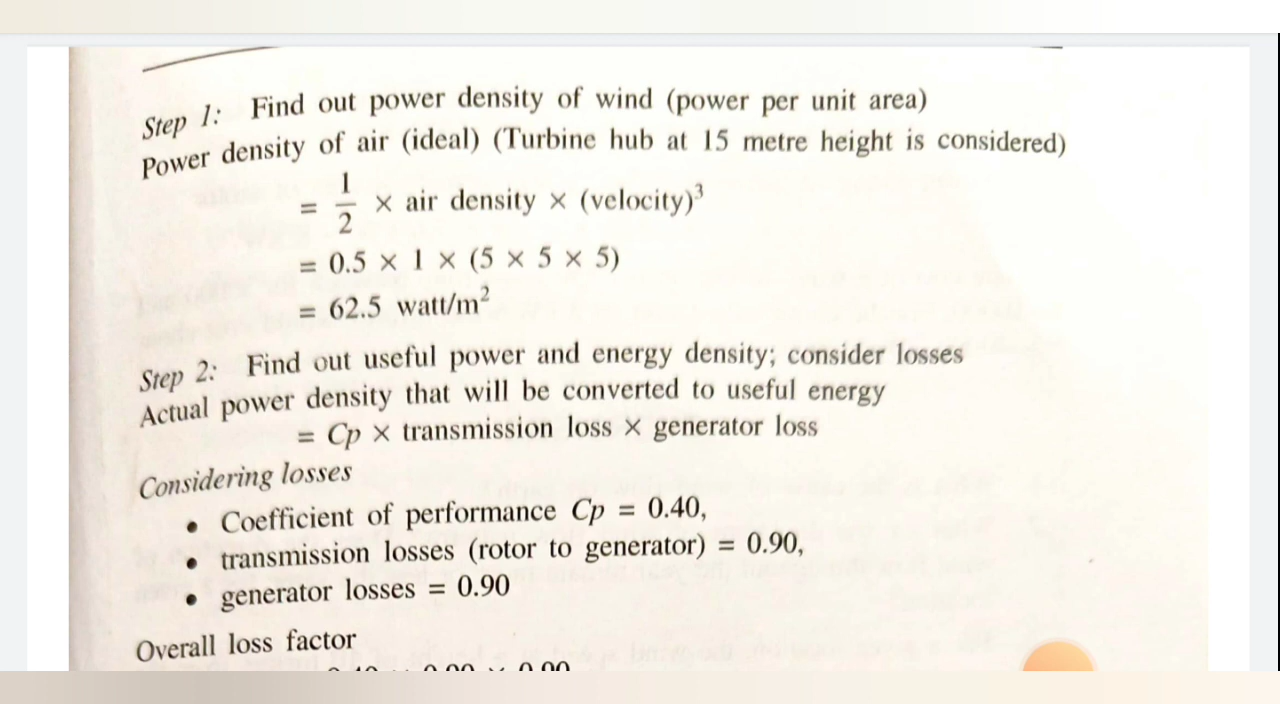 Step 1: Find out power density of wind (power per unit area)
Power density of air (ideal) (Turbine hub at 15 metre height is considered)
= 1/2 × air density × (velocity)³
= 0.5 × 1 × (5 × 5 × 5)
= 62.5 watt/m²
Step 2: Find out useful power and energy density; consider losses
Actual power density that will be converted to useful energy
= Cp × transmission loss × generator loss
Considering losses
• Coefficient of performance Cp = 0.40,
• transmission losses (rotor to generator) = 0.90,
• generator losses = 0.90
Overall loss factor